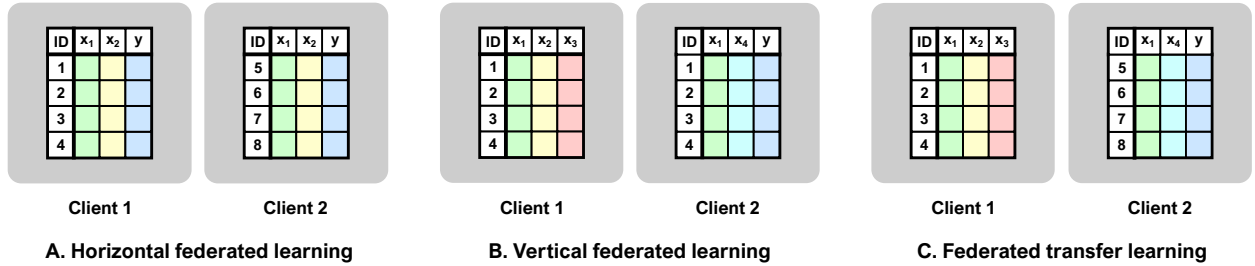 ID x₁ x₂ y
1
2
3
4
Client 1
ID x₁ x₂ y
5
6
7
8
Client 2
A. Horizontal federated learning
ID x₁ x₂ x₃
1
2
3
4
Client 1
ID x₁ x₄ y
1
2
3
4
Client 2
B. Vertical federated learning
ID x₁ x₂ x₃
1
2
3
4
Client 1
ID x₁ x₄ y
5
6
7
8
Client 2
C. Federated transfer learning